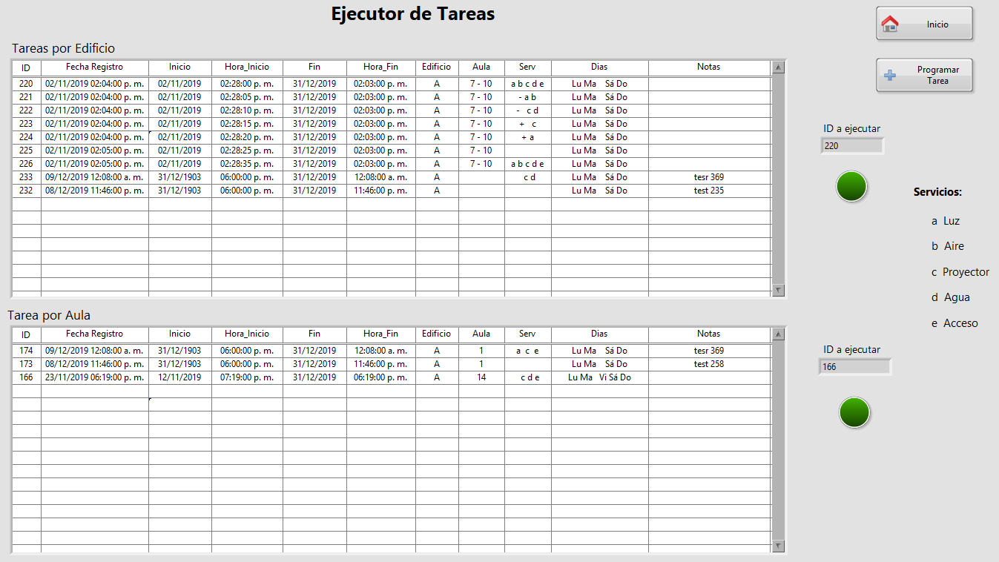 Ejecutor de Tareas
Inicio
Programar
Tarea
Tareas por Edificio
ID Fecha Registro Inicio Hora_Inicio Fin Hora_Fin Edificio Aula Serv Dias Notas
220 02/11/2019 02:04:00 p. m. 02/11/2019 02:28:00 p. m. 31/12/2019 02:03:00 p. m. A 7 - 10 a b c d e Lu Ma Sá Do
221 02/11/2019 02:04:00 p. m. 02/11/2019 02:28:05 p. m. 31/12/2019 02:03:00 p. m. A 7 - 10 - a b Lu Ma Sá Do
222 02/11/2019 02:04:00 p. m. 02/11/2019 02:28:10 p. m. 31/12/2019 02:03:00 p. m. A 7 - 10 - c d Lu Ma Sá Do
223 02/11/2019 02:04:00 p. m. 02/11/2019 02:28:15 p. m. 31/12/2019 02:03:00 p. m. A 7 - 10 + c Lu Ma Sá Do
224 02/11/2019 02:04:00 p. m. 02/11/2019 02:28:20 p. m. 31/12/2019 02:03:00 p. m. A 7 - 10 + a Lu Ma Sá Do
225 02/11/2019 02:05:00 p. m. 02/11/2019 02:28:25 p. m. 31/12/2019 02:03:00 p. m. A 7 - 10 Lu Ma Sá Do
226 02/11/2019 02:05:00 p. m. 02/11/2019 02:28:35 p. m. 31/12/2019 02:03:00 p. m. A 7 - 10 a b c d e Lu Ma Sá Do
233 09/12/2019 12:08:00 a. m. 31/12/1903 06:00:00 p. m. 31/12/2019 12:08:00 a. m. A c d Lu Ma Sá Do tesr 369
232 08/12/2019 11:46:00 p. m. 31/12/1903 06:00:00 p. m. 31/12/2019 11:46:00 p. m. A Lu Ma Sá Do test 235
ID a ejecutar
220
Servicios:
a Luz
b Aire
c Proyector
d Agua
e Acceso
Tarea por Aula
ID Fecha Registro Inicio Hora_Inicio Fin Hora_Fin Edificio Aula Serv Dias Notas
174 09/12/2019 12:08:00 a. m. 31/12/1903 06:00:00 p. m. 31/12/2019 12:08:00 a. m. A 1 a c e Lu Ma Sá Do tesr 369
173 08/12/2019 11:46:00 p. m. 31/12/1903 06:00:00 p. m. 31/12/2019 11:46:00 p. m. A 1 Lu Ma Sá Do test 258
166 23/11/2019 06:19:00 p. m. 12/11/2019 07:19:00 p. m. 31/12/2019 06:19:00 p. m. A 14 c d e Lu Ma Vi Sá Do
ID a ejecutar
166